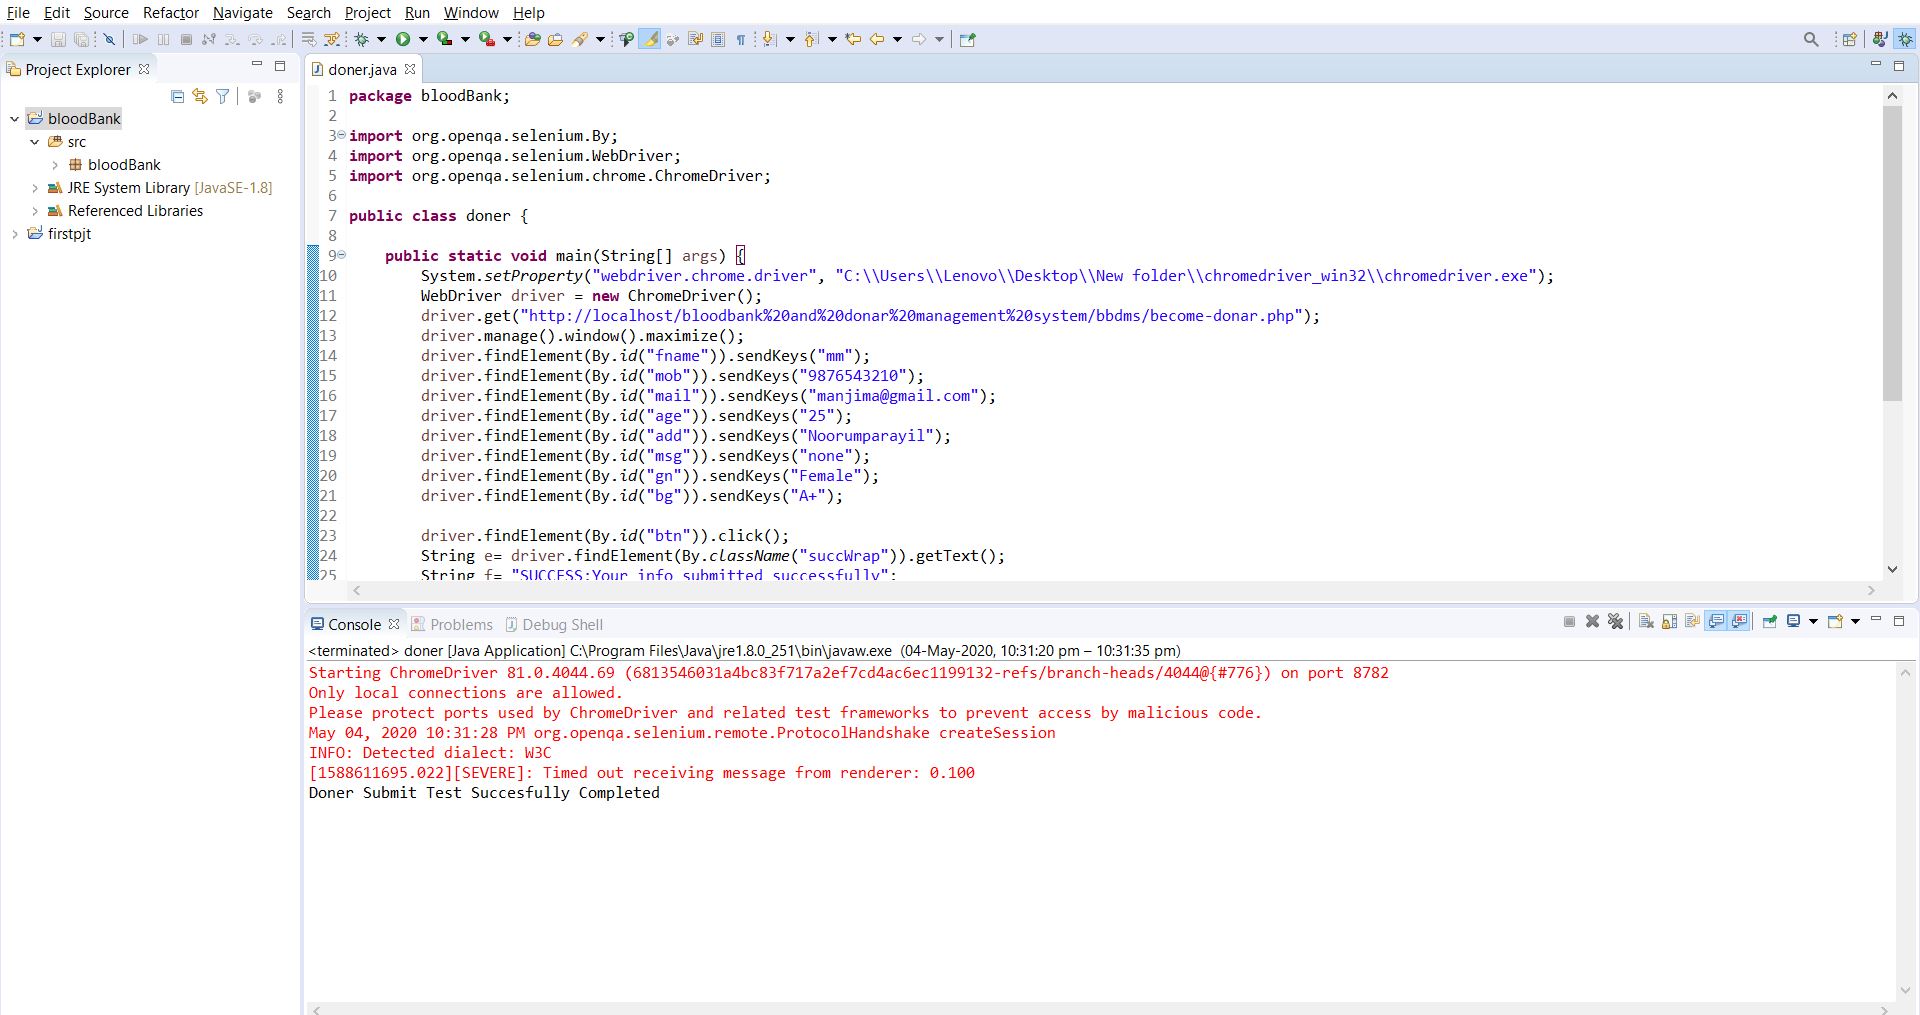 File Edit Source Refactor Navigate Search Project Run Window Help
Project Explorer
bloodBank
src
bloodBank
JRE System Library [JavaSE-1.8]
Referenced Libraries
firstpjt
doner.java
1 package bloodBank;
2
3 import org.openqa.selenium.By;
4 import org.openqa.selenium.WebDriver;
5 import org.openqa.selenium.chrome.ChromeDriver;
6
7 public class doner {
8
9 public static void main(String[] args) {
10 System.setProperty("webdriver.chrome.driver", "C:\\Users\\Lenovo\\Desktop\\New folder\\chromedriver_win32\\chromedriver.exe");
11 WebDriver driver = new ChromeDriver();
12 driver.get("http://localhost/bloodbank%20and%20donar%20management%20system/bbdms/become-donar.php");
13 driver.manage().window().maximize();
14 driver.findElement(By.id("fname")).sendKeys("mm");
15 driver.findElement(By.id("mob")).sendKeys("9876543210");
16 driver.findElement(By.id("mail")).sendKeys("manjima@gmail.com");
17 driver.findElement(By.id("age")).sendKeys("25");
18 driver.findElement(By.id("add")).sendKeys("Noorumparayil");
19 driver.findElement(By.id("msg")).sendKeys("none");
20 driver.findElement(By.id("gn")).sendKeys("Female");
21 driver.findElement(By.id("bg")).sendKeys("A+");
22
23 driver.findElement(By.id("btn")).click();
24 String e= driver.findElement(By.className("succWrap")).getText();
25 String f= "SUCCESS:Your info submitted successfully";
Console Problems Debug Shell
<terminated> doner [Java Application] C:\Program Files\Java\jre1.8.0_251\bin\javaw.exe (04-May-2020, 10:31:20 pm – 10:31:35 pm)
Starting ChromeDriver 81.0.4044.69 (6813546031a4bc83f717a2ef7cd4ac6ec1199132-refs/branch-heads/4044@{#776}) on port 8782
Only local connections are allowed.
Please protect ports used by ChromeDriver and related test frameworks to prevent access by malicious code.
May 04, 2020 10:31:28 PM org.openqa.selenium.remote.ProtocolHandshake createSession
INFO: Detected dialect: W3C
[1588611695.022][SEVERE]: Timed out receiving message from renderer: 0.100
Doner Submit Test Succesfully Completed